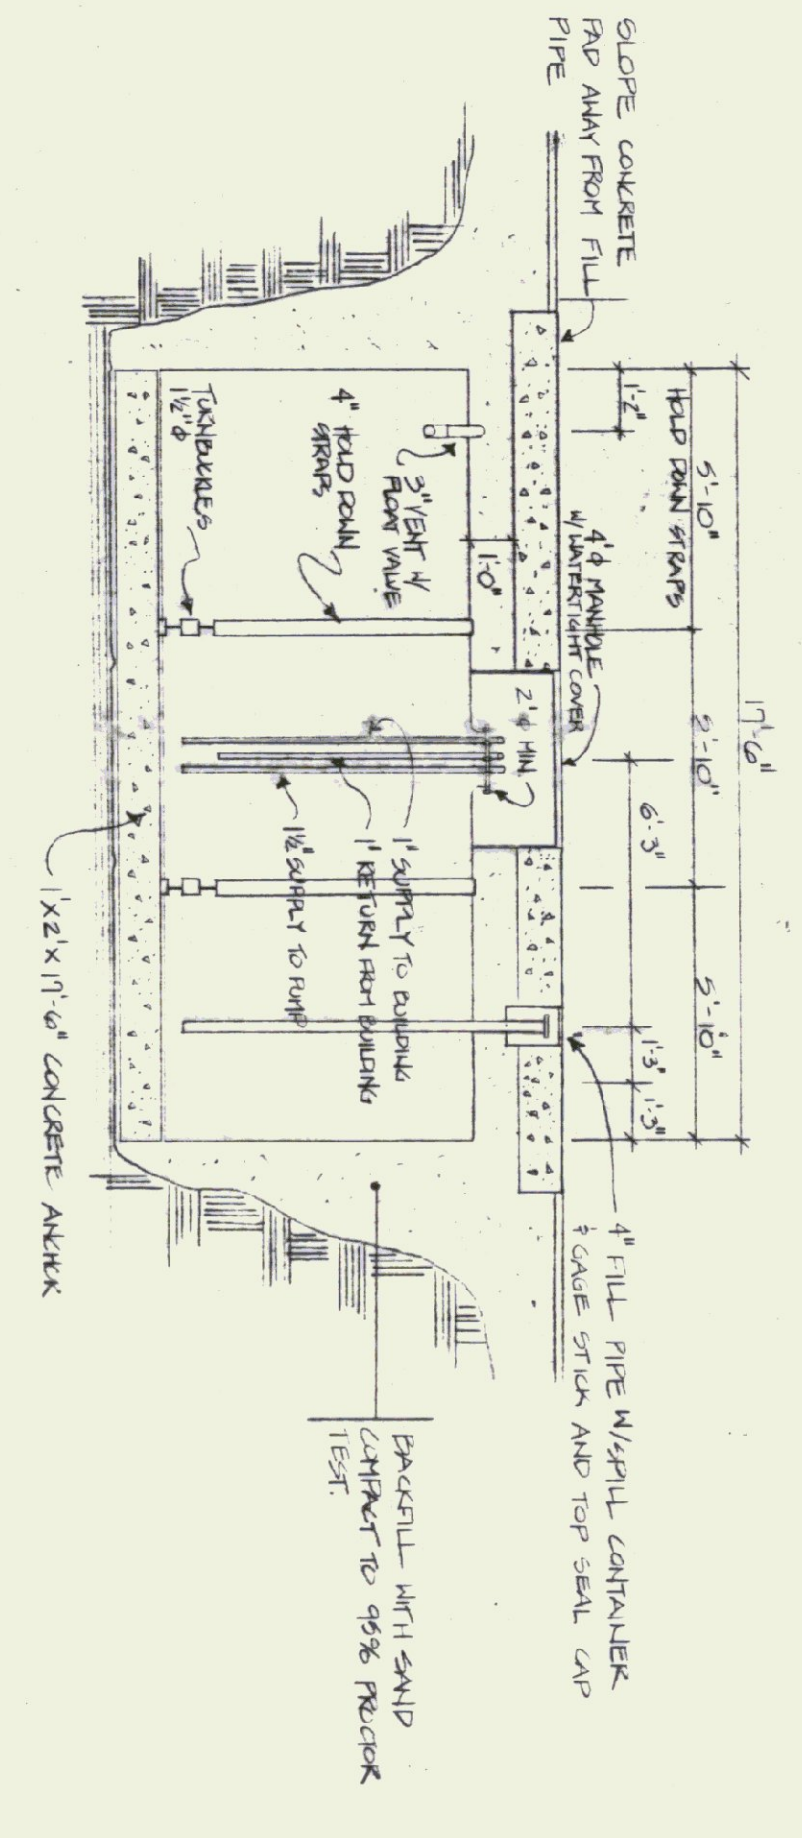 SLOPE CONCRETE
PAD AWAY FROM FILL
PIPE
17'-6"
5'-10"
5'-10"
5'-10"
HOLD DOWN STRAPS
1'-2"
6'-3"
1'-3"
1'-3"
4'ϕ MANHOLE
W/ WATERTIGHT COVER
4" FILL PIPE W/SPILL CONTAINER
& GAGE STICK AND TOP SEAL CAP
1'-0"
2'ϕ MIN.
3" VENT W/
FLOAT VALVE
4" HOLD DOWN
STRAPS
TURNBUCKLES
1½"ϕ
1" SUPPLY TO BUILDING
1" RETURN FROM BUILDING
1½" SUPPLY TO PUMP
BACKFILL WITH SAND
COMPACT TO 95% PROCTOR
TEST.
1'X2'X17'-6" CONCRETE ANCHOR